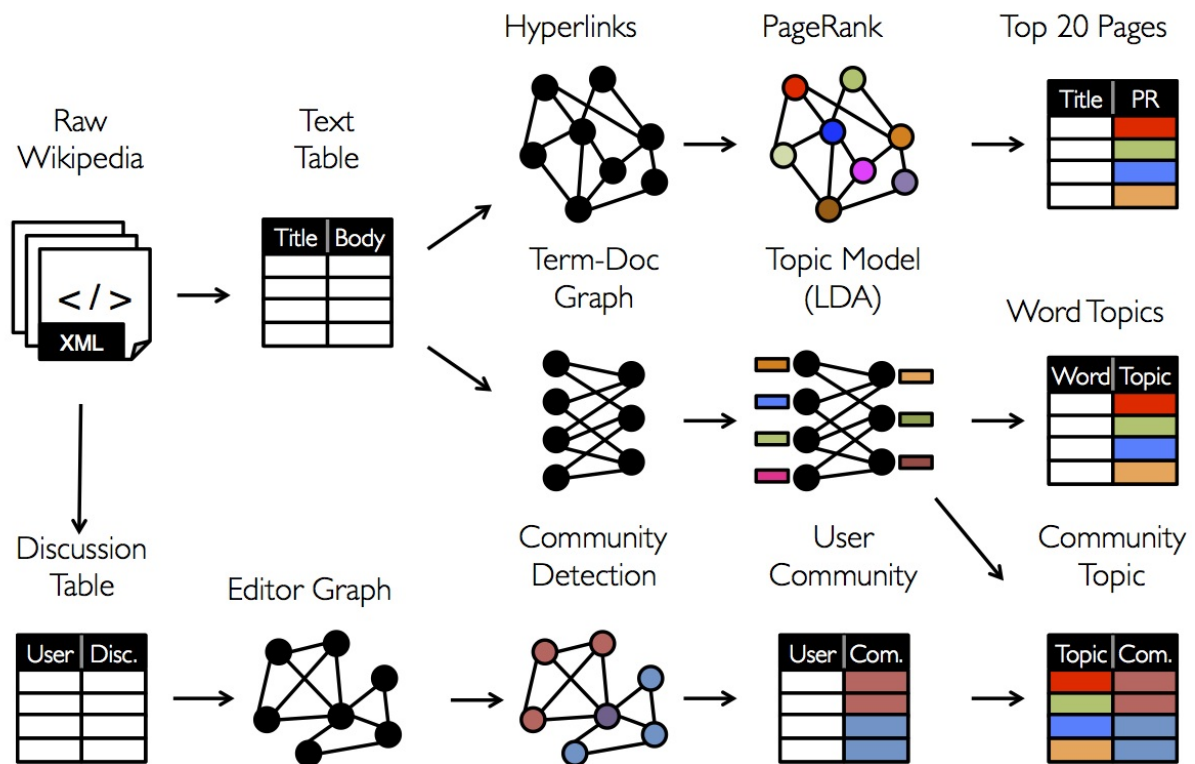 Hyperlinks
PageRank
Top 20 Pages
Raw
Wikipedia
Text
Table
Title PR
Title Body
</>
XML
Term-Doc
Graph
Topic Model
(LDA)
Word Topics
Word Topic
Discussion
Table
Editor Graph
Community
Detection
User
Community
Community
Topic
User Disc.
User Com.
Topic Com.